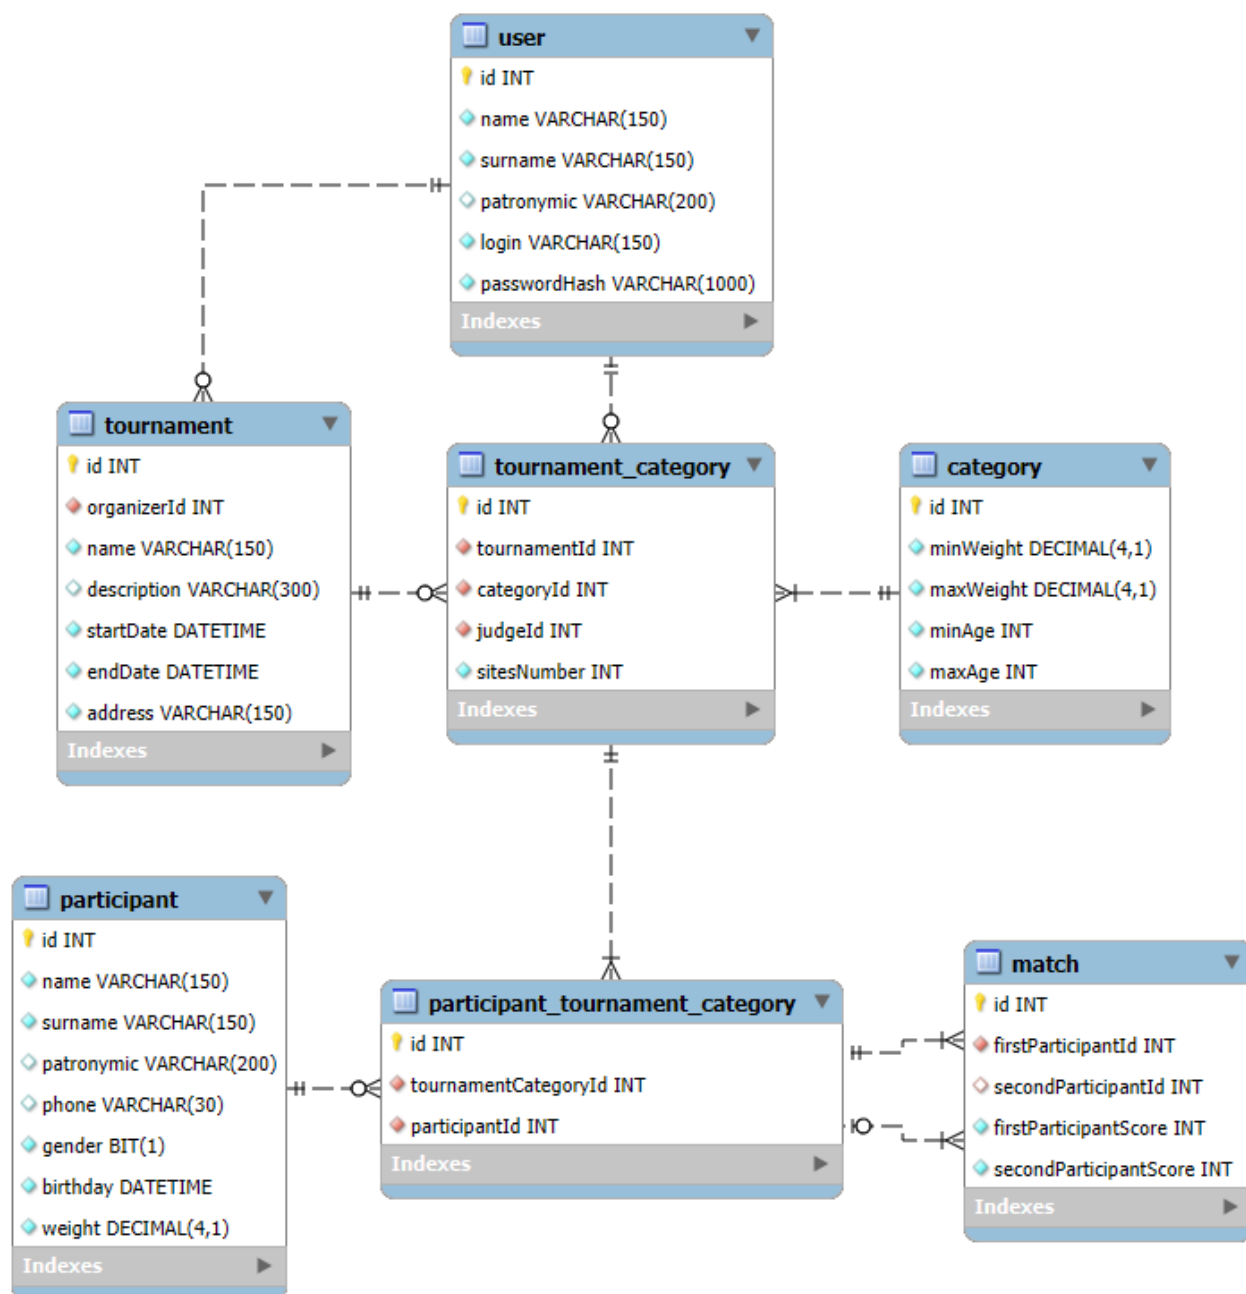 user
id INT
name VARCHAR(150)
surname VARCHAR(150)
patronymic VARCHAR(200)
login VARCHAR(150)
passwordHash VARCHAR(1000)
Indexes
tournament
id INT
organizerId INT
name VARCHAR(150)
description VARCHAR(300)
startDate DATETIME
endDate DATETIME
address VARCHAR(150)
Indexes
tournament_category
id INT
tournamentId INT
categoryId INT
judgeId INT
sitesNumber INT
Indexes
category
id INT
minWeight DECIMAL(4,1)
maxWeight DECIMAL(4,1)
minAge INT
maxAge INT
Indexes
participant
id INT
name VARCHAR(150)
surname VARCHAR(150)
patronymic VARCHAR(200)
phone VARCHAR(30)
gender BIT(1)
birthday DATETIME
weight DECIMAL(4,1)
Indexes
participant_tournament_category
id INT
tournamentCategoryId INT
participantId INT
Indexes
match
id INT
firstParticipantId INT
secondParticipantId INT
firstParticipantScore INT
secondParticipantScore INT
Indexes